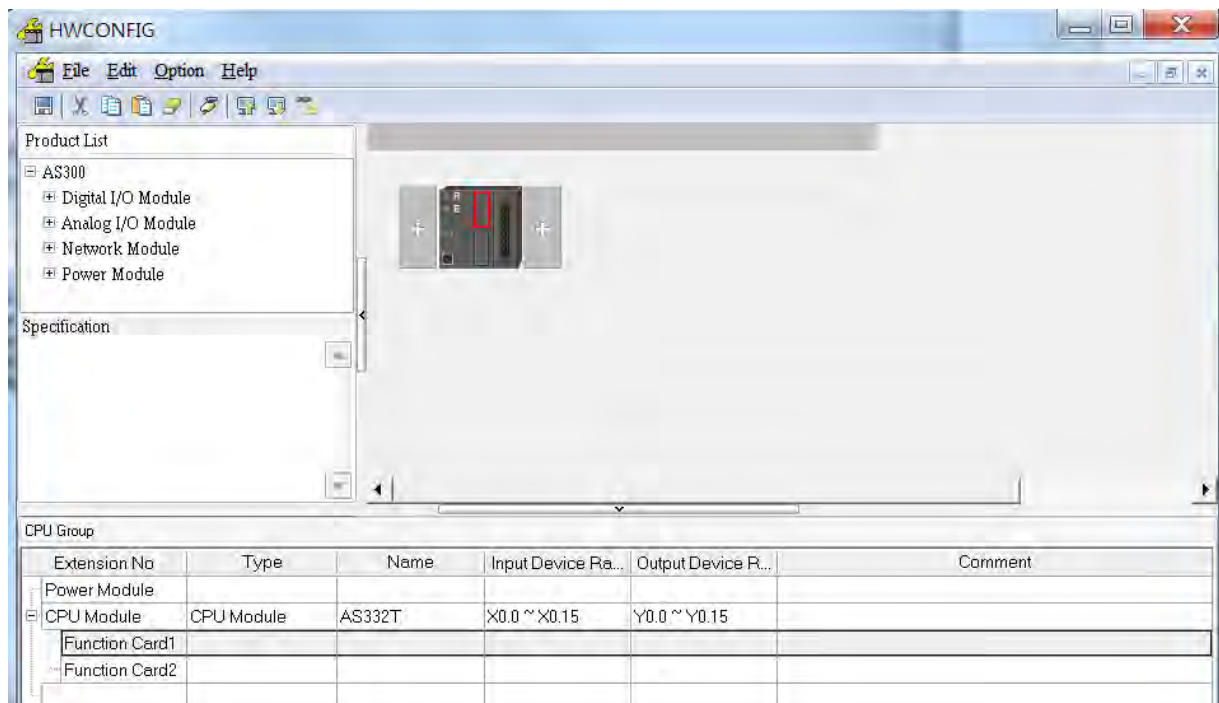 HWCONFIG
File Edit Option Help
Product List
AS300
Digital I/O Module
Analog I/O Module
Network Module
Power Module
Specification
CPU Group
Extension No Type Name Input Device Ra... Output Device R... Comment
Power Module
CPU Module CPU Module AS332T X0.0 ~ X0.15 Y0.0 ~ Y0.15
Function Card1
Function Card2